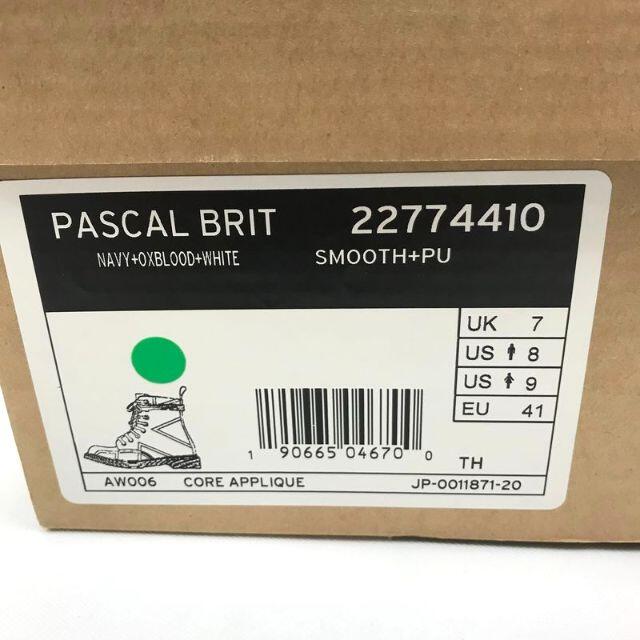 PASCAL BRIT 22774410
NAVY+OXBLOOD+WHITE SMOOTH+PU
UK 7
US 8
US 9
EU 41
1 90665 04670 0
TH
AW006 CORE APPLIQUE JP-0011871-20